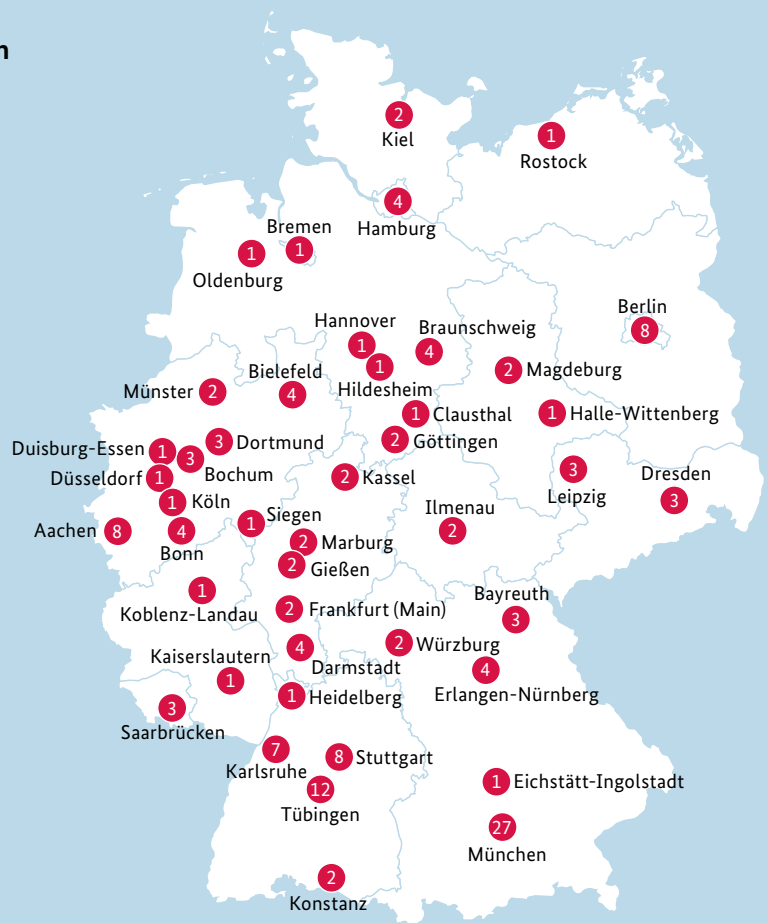 n
2
Kiel
1
Rostock
4
Hamburg
Bremen
1
1
Oldenburg
Berlin
8
Hannover
1
Braunschweig
4
1
Hildesheim
2 Magdeburg
Bielefeld
4
Münster 2
1 Clausthal
1 Halle-Wittenberg
2 Göttingen
3 Dortmund
Duisburg-Essen 1
3
Bochum
Düsseldorf 1
1 Köln
2 Kassel
3
Leipzig
Dresden
3
Ilmenau
2
Siegen
1
Aachen 8
4
Bonn
2 Marburg
2 Gießen
1
Koblenz-Landau
2 Frankfurt (Main)
Bayreuth
3
2 Würzburg
4
Darmstadt
Kaiserslautern
1
4
Erlangen-Nürnberg
1 Heidelberg
3
Saarbrücken
7
Karlsruhe
8 Stuttgart
12
Tübingen
1 Eichstätt-Ingolstadt
27
München
2
Konstanz